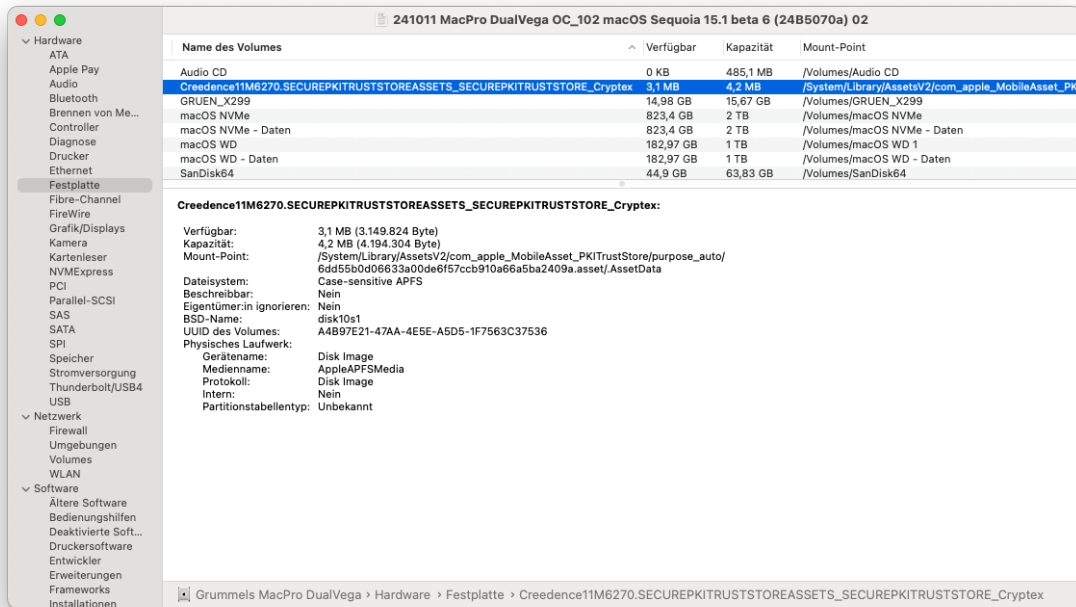 241011 MacPro DualVega OC_102 macOS Sequoia 15.1 beta 6 (24B5070a) 02
Hardware
ATA
Apple Pay
Audio
Bluetooth
Brennen von Me...
Controller
Diagnose
Drucker
Ethernet
Festplatte
Fibre-Channel
FireWire
Grafik/Displays
Kamera
Kartenleser
NVMExpress
PCI
Parallel-SCSI
SAS
SATA
SPI
Speicher
Stromversorgung
Thunderbolt/USB4
USB
Netzwerk
Firewall
Umgebungen
Volumes
WLAN
Software
Ältere Software
Bedienungshilfen
Deaktivierte Soft...
Druckersoftware
Entwickler
Erweiterungen
Frameworks
Installationen
Name des Volumes Verfügbar Kapazität Mount-Point
Audio CD 0 KB 485,1 MB /Volumes/Audio CD
Creedence11M6270.SECUREPKITRUSTSTOREASSETS_SECUREPKITRUSTSTORE_Cryptex 3,1 MB 4,2 MB /System/Library/AssetsV2/com_apple_MobileAsset_PK
GRUEN_X299 14,98 GB 15,67 GB /Volumes/GRUEN_X299
macOS NVMe 823,4 GB 2 TB /Volumes/macOS NVMe
macOS NVMe - Daten 823,4 GB 2 TB /Volumes/macOS NVMe - Daten
macOS WD 182,97 GB 1 TB /Volumes/macOS WD 1
macOS WD - Daten 182,97 GB 1 TB /Volumes/macOS WD - Daten
SanDisk64 44,9 GB 63,83 GB /Volumes/SanDisk64
Creedence11M6270.SECUREPKITRUSTSTOREASSETS_SECUREPKITRUSTSTORE_Cryptex:
Verfügbar: 3,1 MB (3.149.824 Byte)
Kapazität: 4,2 MB (4.194.304 Byte)
Mount-Point: /System/Library/AssetsV2/com_apple_MobileAsset_PKITrustStore/purpose_auto/
6dd55b0d06633a00de6f57ccb910a66a5ba2409a.asset/.AssetData
Dateisystem: Case-sensitive APFS
Beschreibbar: Nein
Eigentümer:in ignorieren: Nein
BSD-Name: disk10s1
UUID des Volumes: A4B97E21-47AA-4E5E-A5D5-1F7563C37536
Physisches Laufwerk:
Gerätename: Disk Image
Medienname: AppleAPFSMedia
Protokoll: Disk Image
Intern: Nein
Partitionstabellentyp: Unbekannt
Grummels MacPro DualVega › Hardware › Festplatte › Creedence11M6270.SECUREPKITRUSTSTOREASSETS_SECUREPKITRUSTSTORE_Cryptex